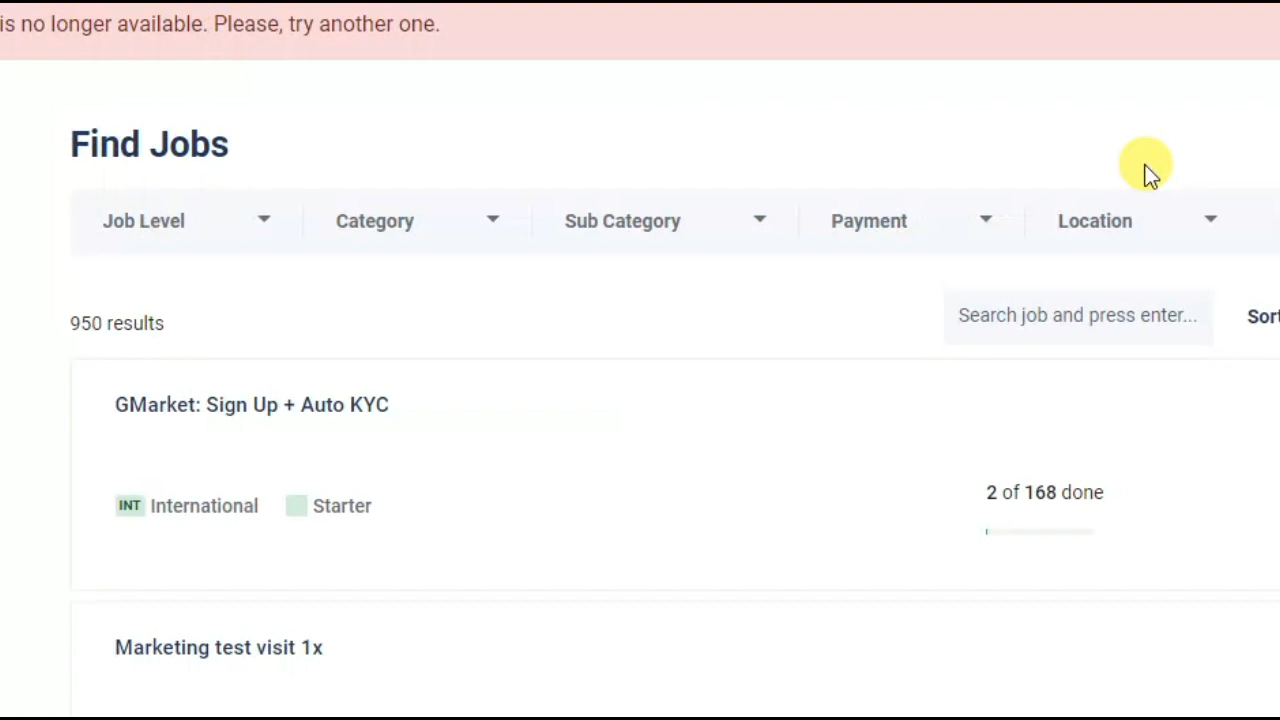 is no longer available. Please, try another one.
Find Jobs
Job Level Category Sub Category Payment Location
950 results
Search job and press enter... Sort
GMarket: Sign Up + Auto KYC
2 of 168 done
INT International Starter
Marketing test visit 1x